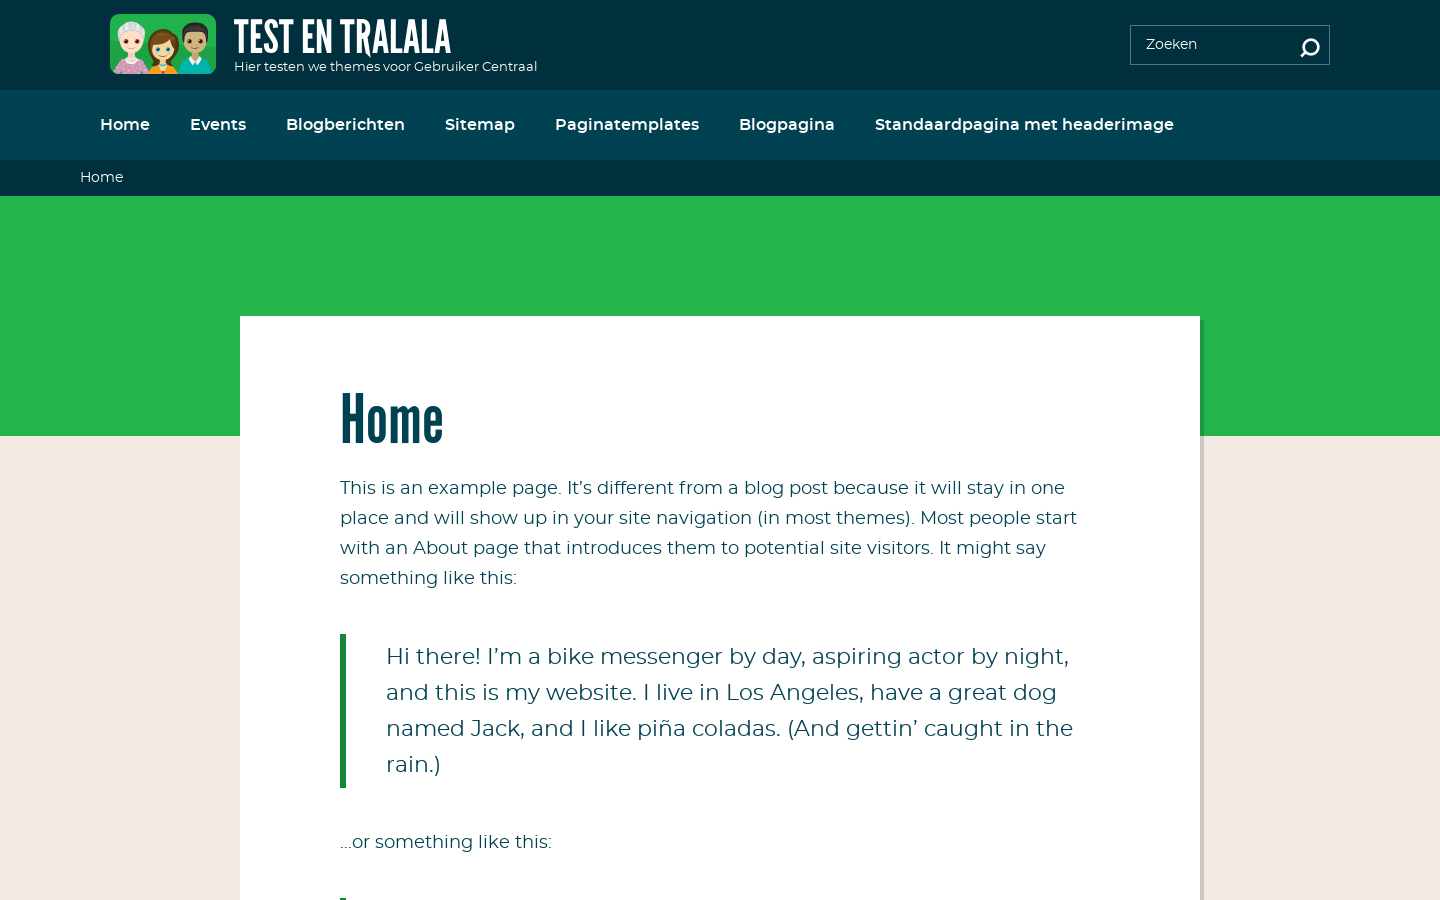 TEST EN TRALALA
Hier testen we themes voor Gebruiker Centraal
Zoeken
Home Events Blogberichten Sitemap Paginatemplates Blogpagina Standaardpagina met headerimage
Home
Home
This is an example page. It’s different from a blog post because it will stay in one
place and will show up in your site navigation (in most themes). Most people start
with an About page that introduces them to potential site visitors. It might say
something like this:
Hi there! I’m a bike messenger by day, aspiring actor by night,
and this is my website. I live in Los Angeles, have a great dog
named Jack, and I like piña coladas. (And gettin’ caught in the
rain.)
…or something like this: